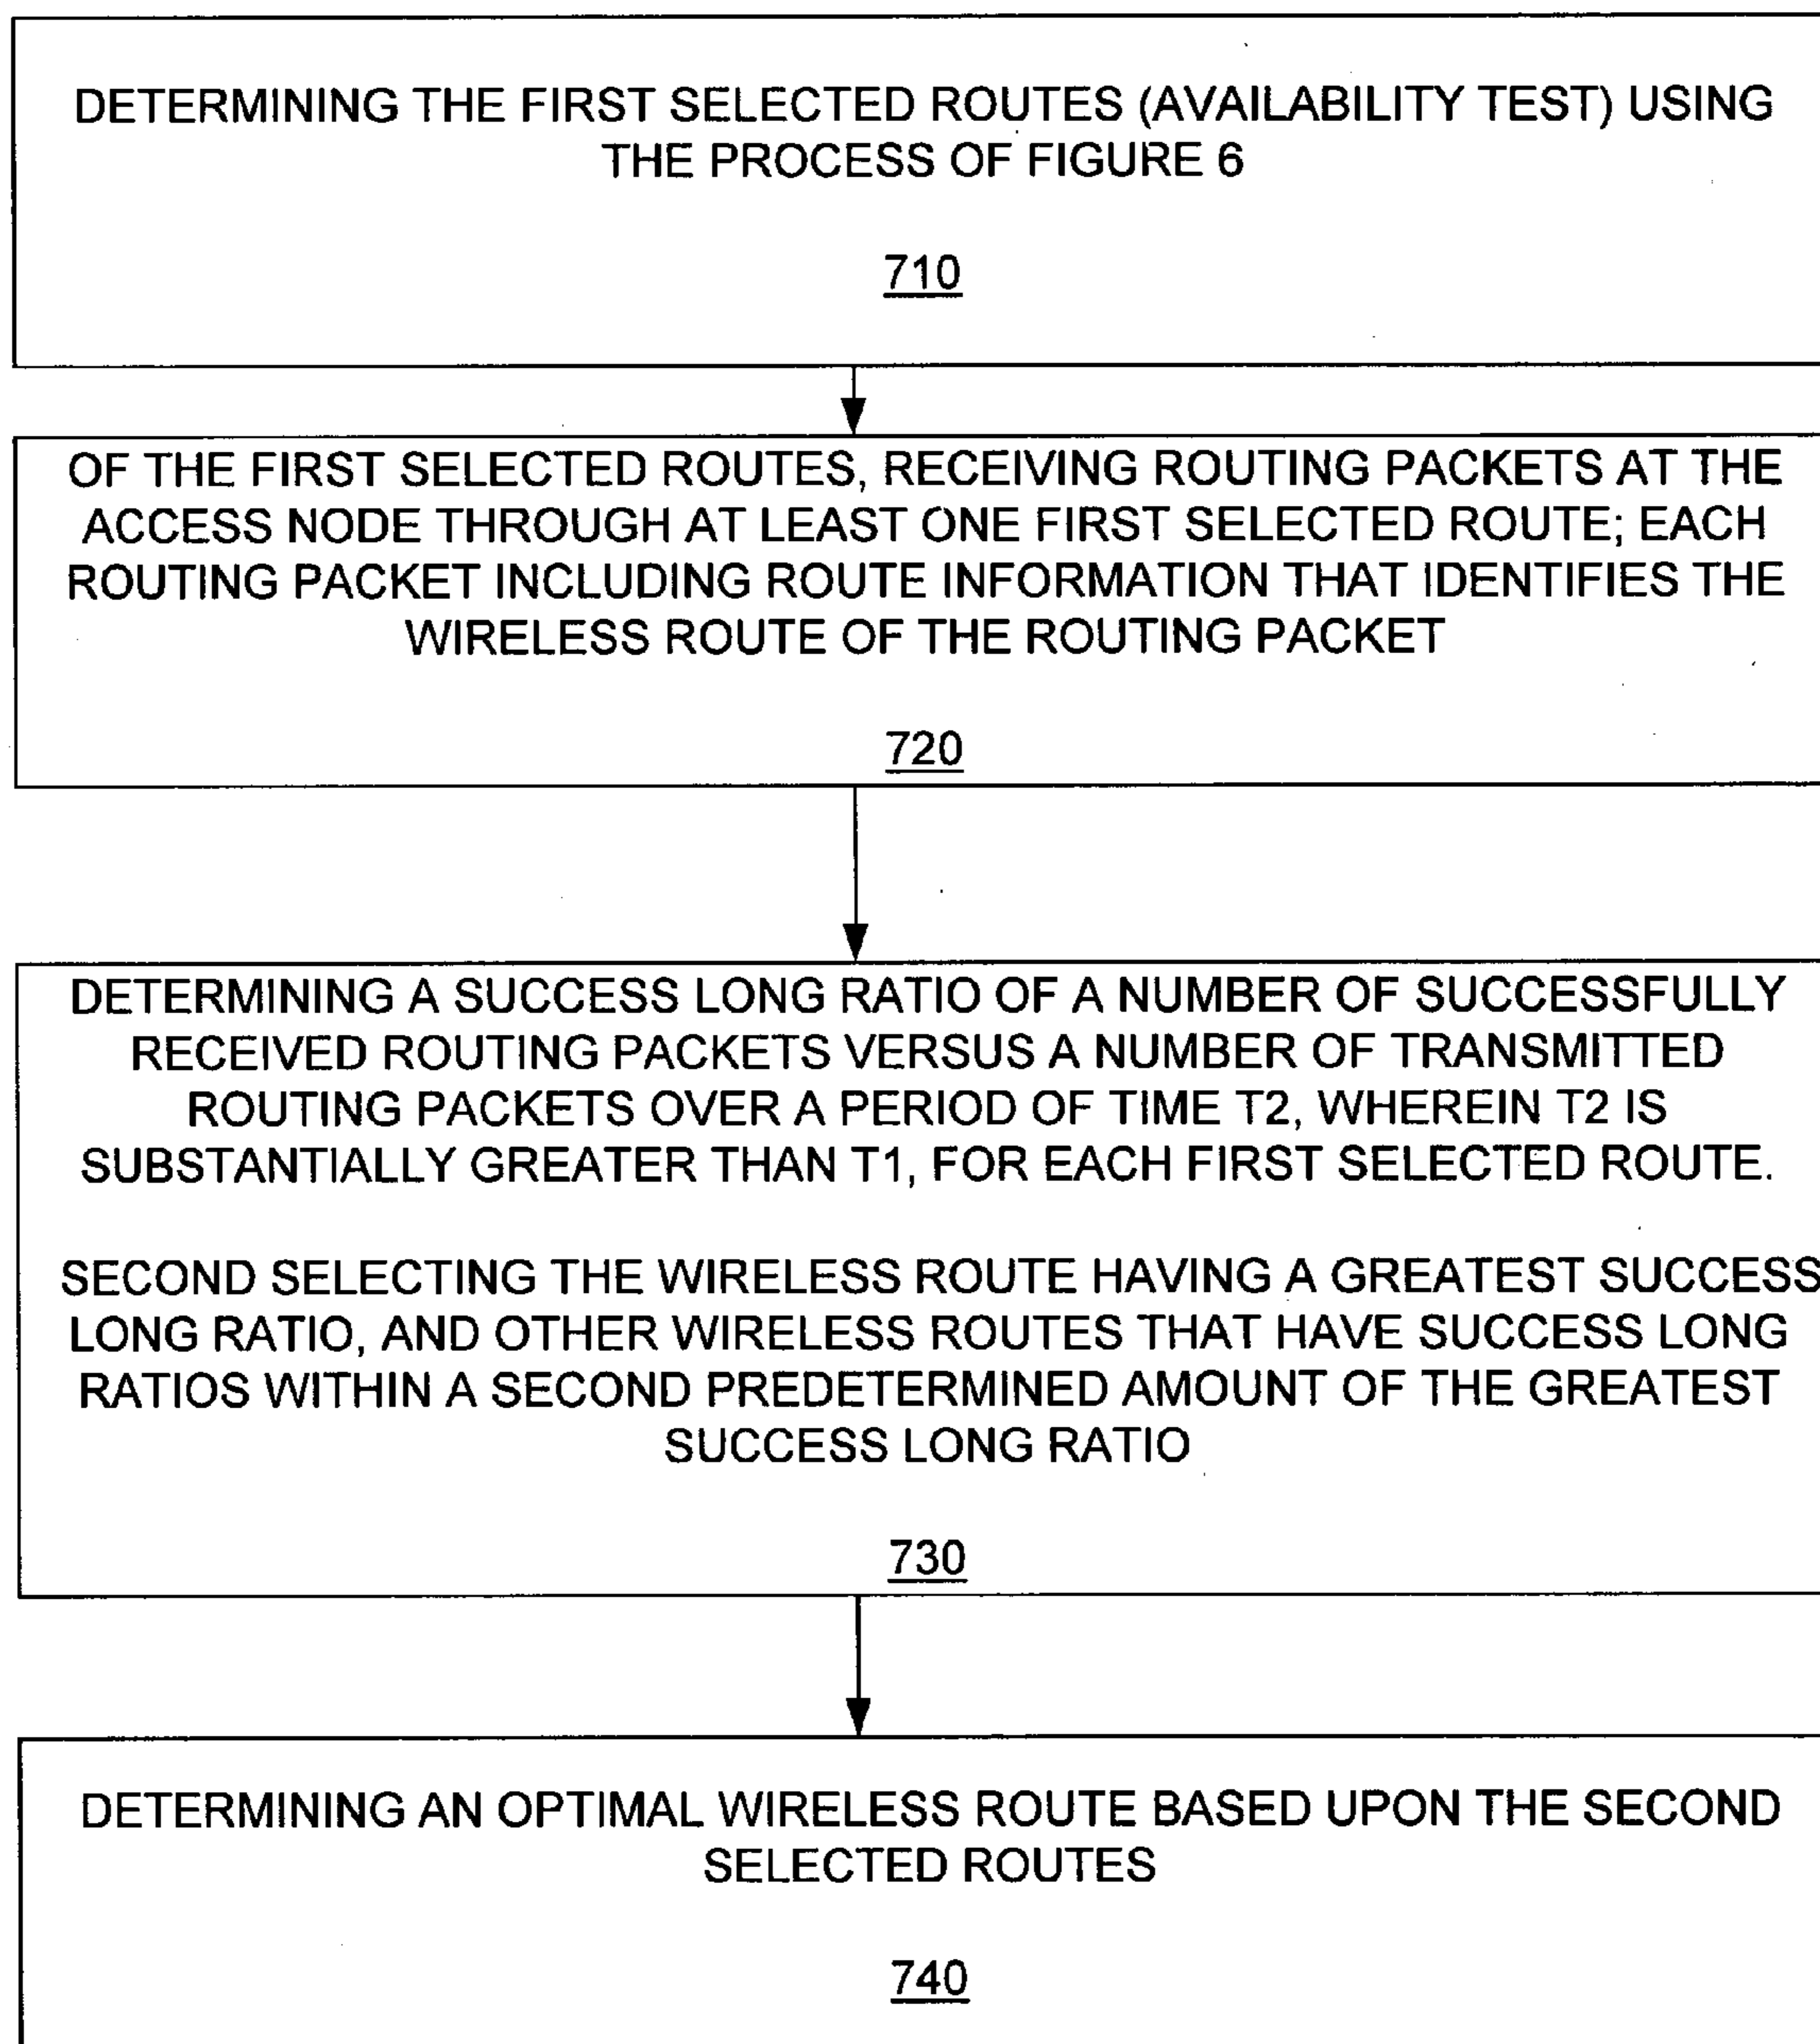 DETERMINING THE FIRST SELECTED ROUTES (AVAILABILITY TEST) USING
THE PROCESS OF FIGURE 6
710
OF THE FIRST SELECTED ROUTES, RECEIVING ROUTING PACKETS AT THE
ACCESS NODE THROUGH AT LEAST ONE FIRST SELECTED ROUTE; EACH
ROUTING PACKET INCLUDING ROUTE INFORMATION THAT IDENTIFIES THE
WIRELESS ROUTE OF THE ROUTING PACKET
720
DETERMINING A SUCCESS LONG RATIO OF A NUMBER OF SUCCESSFULLY
RECEIVED ROUTING PACKETS VERSUS A NUMBER OF TRANSMITTED
ROUTING PACKETS OVER A PERIOD OF TIME T2, WHEREIN T2 IS
SUBSTANTIALLY GREATER THAN T1, FOR EACH FIRST SELECTED ROUTE.
SECOND SELECTING THE WIRELESS ROUTE HAVING A GREATEST SUCCESS
LONG RATIO, AND OTHER WIRELESS ROUTES THAT HAVE SUCCESS LONG
RATIOS WITHIN A SECOND PREDETERMINED AMOUNT OF THE GREATEST
SUCCESS LONG RATIO
730
DETERMINING AN OPTIMAL WIRELESS ROUTE BASED UPON THE SECOND
SELECTED ROUTES
740